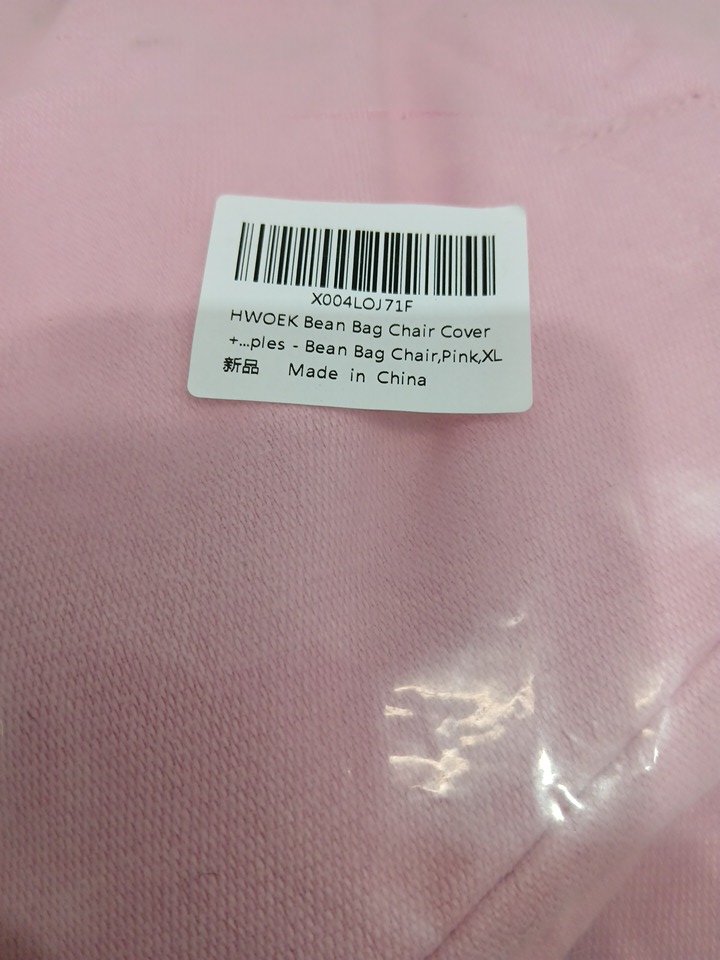 X004LOJ71F
HWOEK Bean Bag Chair Cover
+...ples - Bean Bag Chair,Pink,XL
新品 Made in China